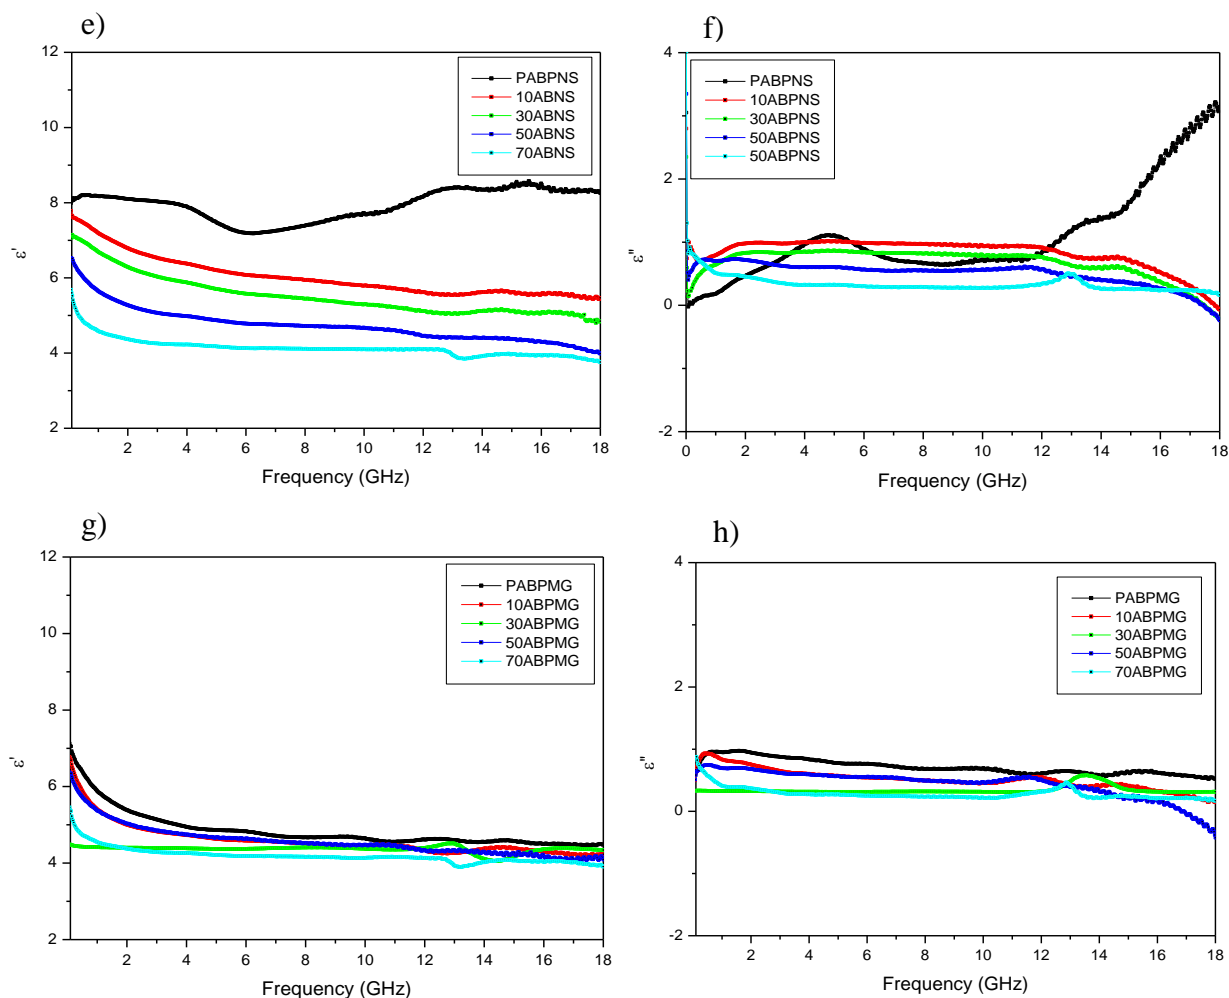 e)
12
10
8
6
4
2
ε'
PABPNS
10ABNS
30ABNS
50ABNS
70ABNS
2 4 6 8 10 12 14 16 18
Frequency (GHz)
f)
4
2
0
-2
ε"
PABPNS
10ABPNS
30ABPNS
50ABPNS
50ABPNS
0 2 4 6 8 10 12 14 16 18
Frequency (GHz)
g)
12
10
8
6
4
2
ε'
PABPMG
10ABPMG
30ABPMG
50ABPMG
70ABPMG
2 4 6 8 10 12 14 16 18
Frequency (GHz)
h)
4
2
0
-2
ε"
PABPMG
10ABPMG
30ABPMG
50ABPMG
70ABPMG
2 4 6 8 10 12 14 16 18
Frequency (GHz)